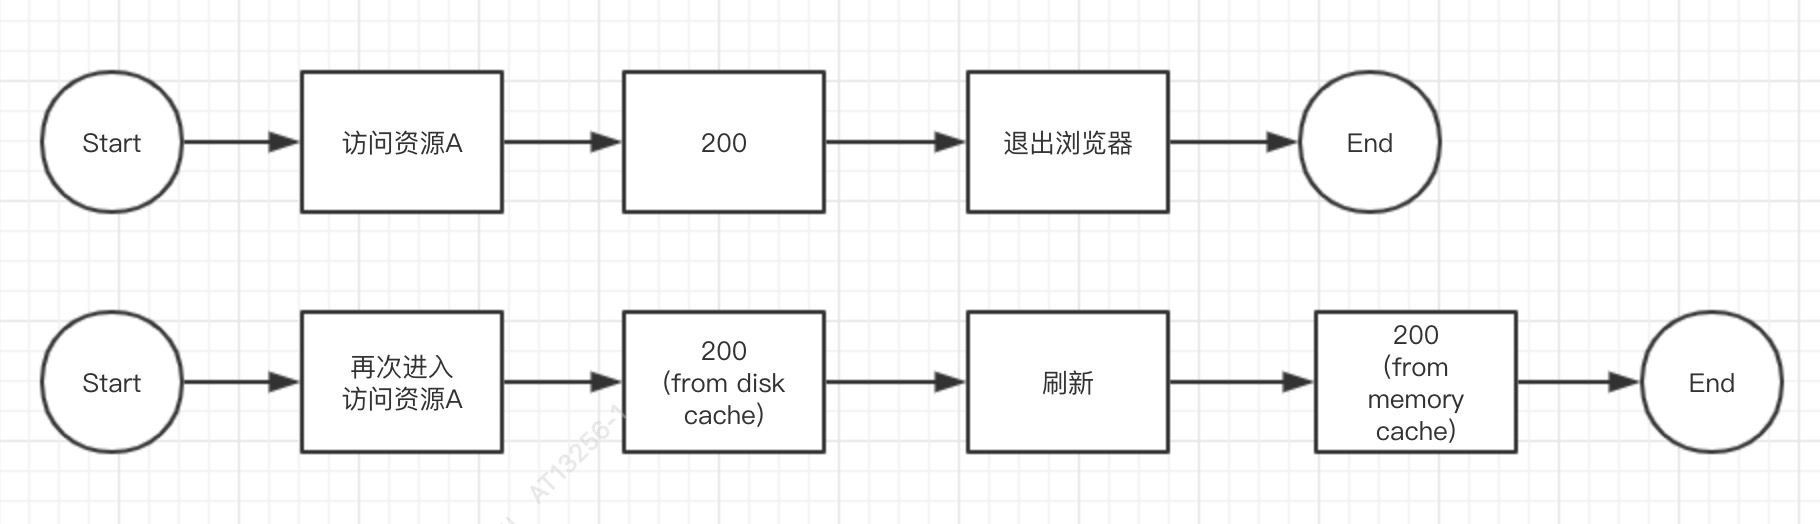 Start
访问资源A
200
退出浏览器
End
Start
再次进入
访问资源A
200
(from disk
cache)
刷新
200
(from
memory
cache)
End
AT13256-1